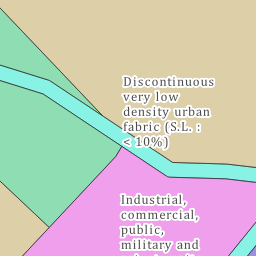 Discontinuous
very low
density urban
fabric (S.L. :
< 10%)
Industrial,
commercial,
public,
military and